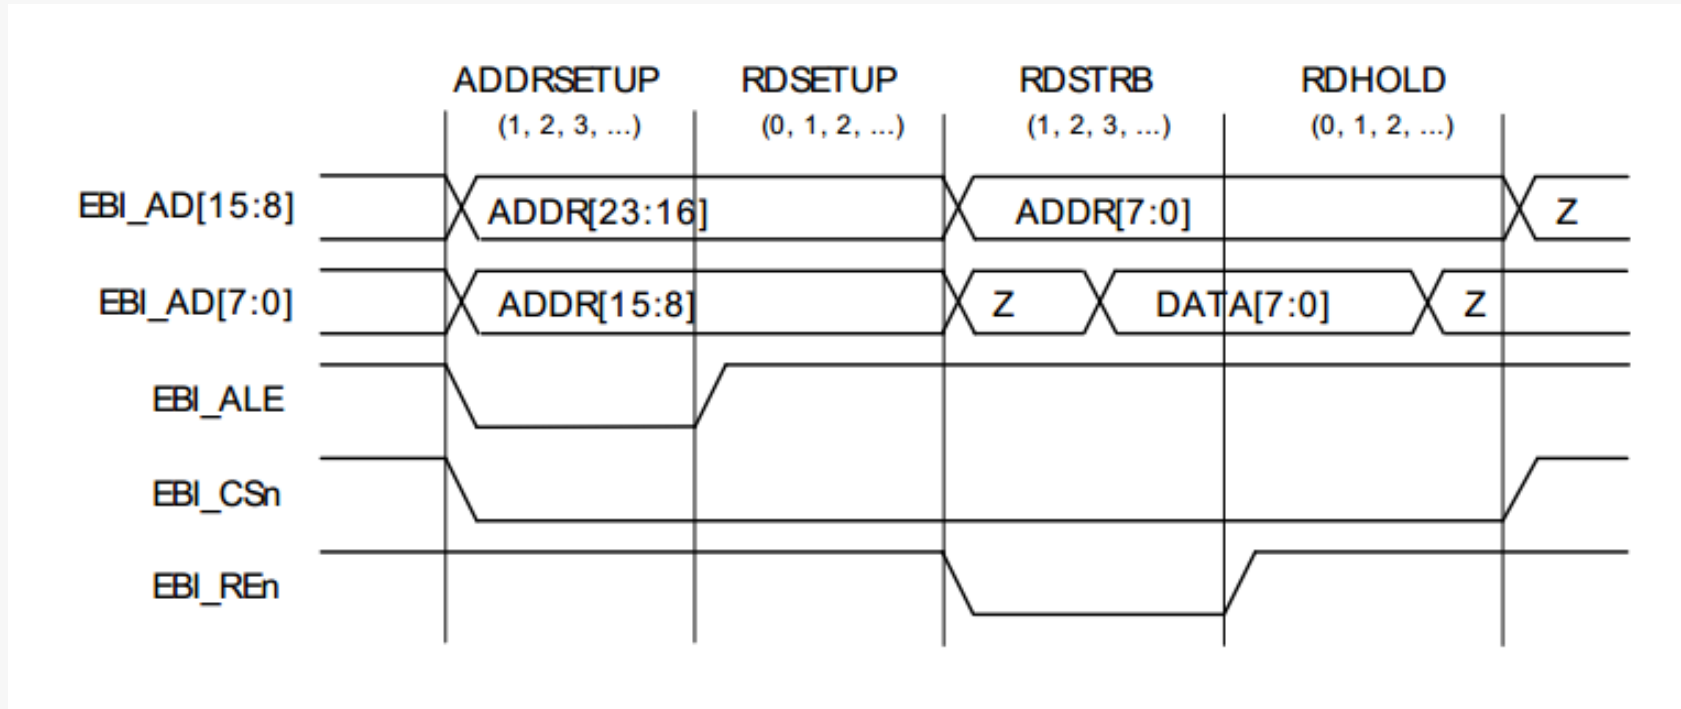 ADDRSETUP RDSETUP RDSTRB RDHOLD
(1, 2, 3, ...) (0, 1, 2, ...) (1, 2, 3, ...) (0, 1, 2, ...)
EBI_AD[15:8] ADDR[23:16] ADDR[7:0] Z
EBI_AD[7:0] ADDR[15:8] Z DATA[7:0] Z
EBI_ALE
EBI_CSn
EBI_REn